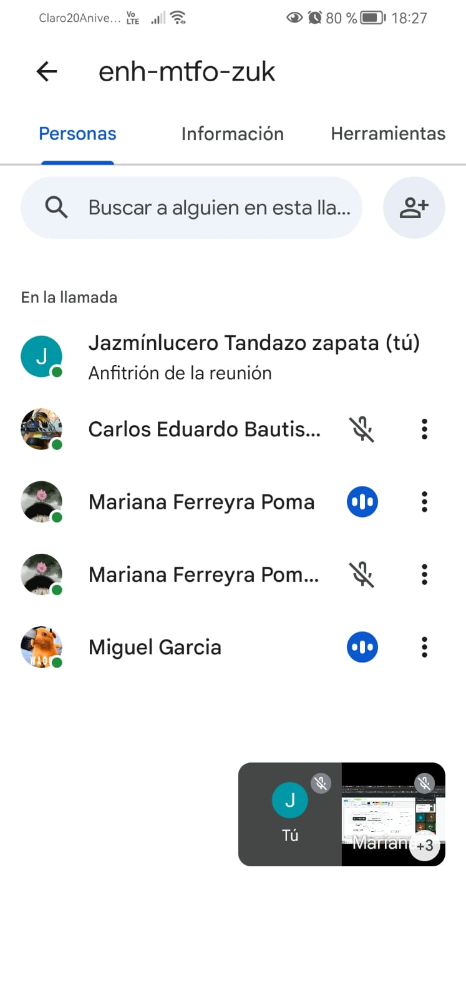 Claro20Anive... Vo LTE 80 % 18:27
enh-mtfo-zuk
Personas Información Herramientas
Buscar a alguien en esta lla...
En la llamada
J Jazmínlucero Tandazo zapata (tú)
Anfitrión de la reunión
Carlos Eduardo Bautis...
Mariana Ferreyra Poma
Mariana Ferreyra Pom...
Miguel Garcia
WAO
J
Tú
Mariana +3